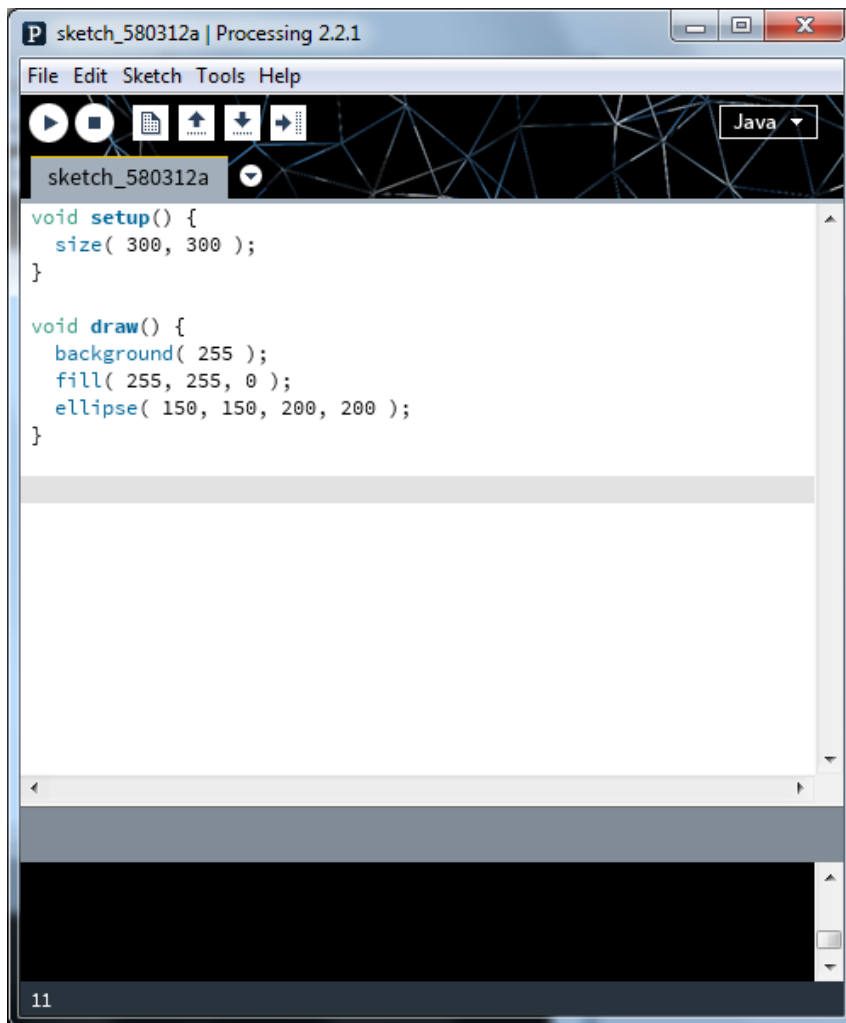 sketch_580312a | Processing 2.2.1
File Edit Sketch Tools Help
Java
sketch_580312a
void setup() {
  size( 300, 300 );
}

void draw() {
  background( 255 );
  fill( 255, 255, 0 );
  ellipse( 150, 150, 200, 200 );
}
11